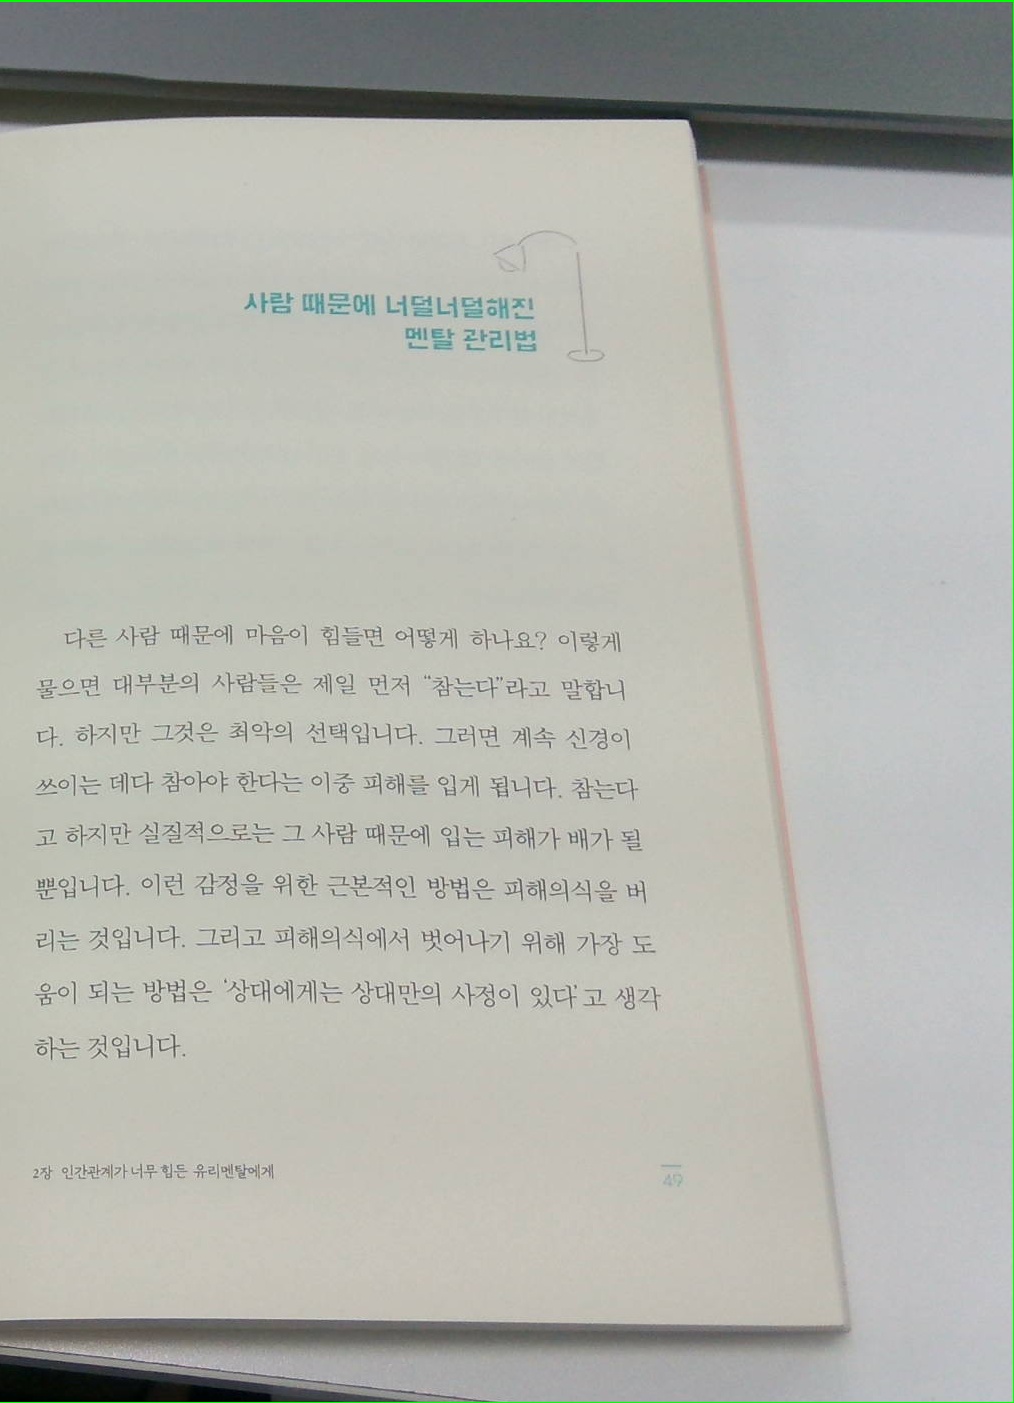 사람 때문에 너덜너덜해진
멘탈 관리법
다른 사람 때문에 마음이 힘들면 어떻게 하나요? 이렇게
물으면 대부분의 사람들은 제일 먼저 “참는다”라고 말합니
다. 하지만 그것은 최악의 선택입니다. 그러면 계속 신경이
쓰이는 데다 참아야 한다는 이중 피해를 입게 됩니다. 참는다
고 하지만 실질적으로는 그 사람 때문에 입는 피해가 배가 될
뿐입니다. 이런 감정을 위한 근본적인 방법은 피해의식을 버
리는 것입니다. 그리고 피해의식에서 벗어나기 위해 가장 도
움이 되는 방법은 ‘상대에게는 상대만의 사정이 있다’고 생각
하는 것입니다.
2장 인간관계가 너무 힘든 유리멘탈에게
49